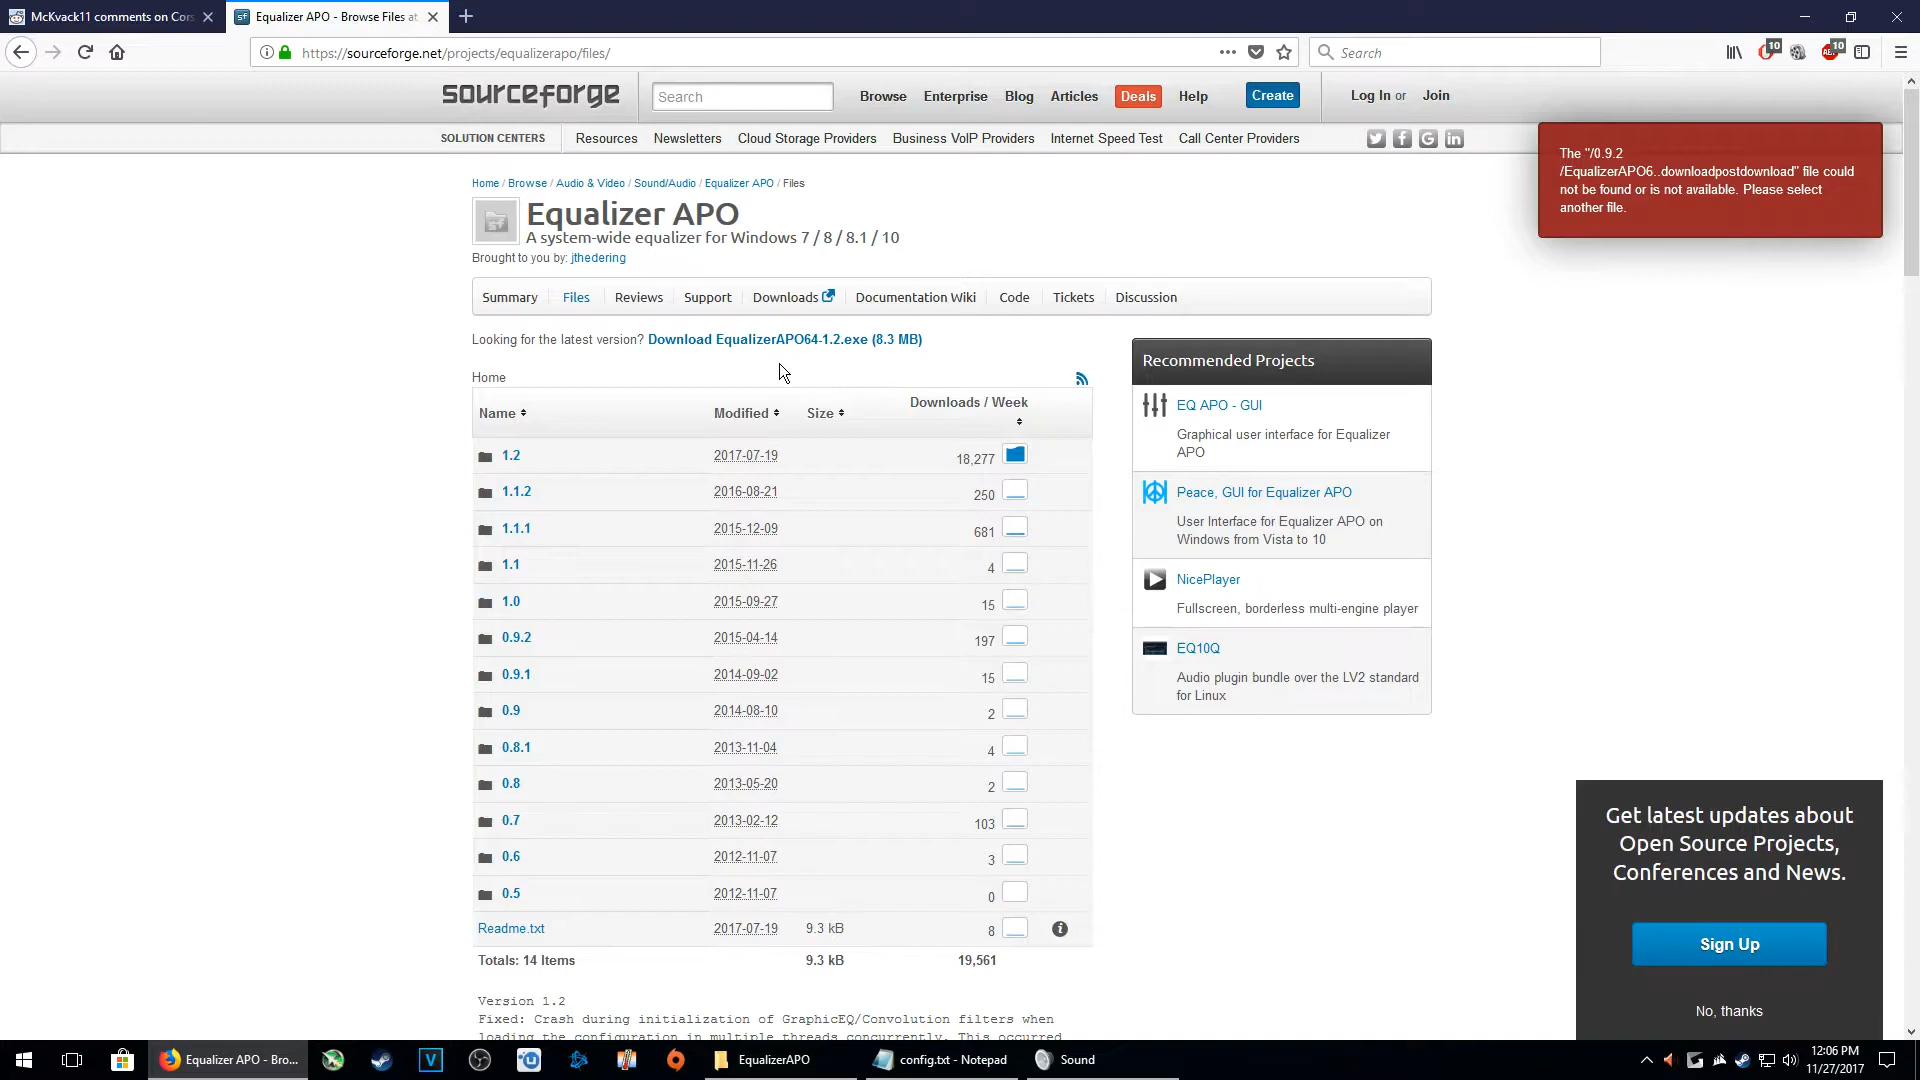 McKvack11 comments on Cors
Equalizer APO - Browse Files at
https://sourceforge.net/projects/equalizerapo/files/
Search
10
10
sourceforge
Search
Browse Enterprise Blog Articles Deals Help Create Log In or Join
SOLUTION CENTERS Resources Newsletters Cloud Storage Providers Business VoIP Providers Internet Speed Test Call Center Providers
The "/0.9.2
/EqualizerAPO6..downloadpostdownload" file could
not be found or is not available. Please select
another file.
Home / Browse / Audio & Video / Sound/Audio / Equalizer APO / Files
Equalizer APO
A system-wide equalizer for Windows 7 / 8 / 8.1 / 10
Brought to you by: jthedering
Summary Files Reviews Support Downloads Documentation Wiki Code Tickets Discussion
Looking for the latest version? Download EqualizerAPO64-1.2.exe (8.3 MB)
Home
Name Modified Size Downloads / Week
1.2 2017-07-19 18,277
1.1.2 2016-08-21 250
1.1.1 2015-12-09 681
1.1 2015-11-26 4
1.0 2015-09-27 15
0.9.2 2015-04-14 197
0.9.1 2014-09-02 15
0.9 2014-08-10 2
0.8.1 2013-11-04 4
0.8 2013-05-20 2
0.7 2013-02-12 103
0.6 2012-11-07 3
0.5 2012-11-07 0
Readme.txt 2017-07-19 9.3 kB 8
Totals: 14 Items 9.3 kB 19,561
Version 1.2
Fixed: Crash during initialization of GraphicEQ/Convolution filters when
loading the configuration in multiple threads concurrently. This occurred
Recommended Projects
EQ APO - GUI
Graphical user interface for Equalizer
APO
Peace, GUI for Equalizer APO
User Interface for Equalizer APO on
Windows from Vista to 10
NicePlayer
Fullscreen, borderless multi-engine player
EQ10Q
Audio plugin bundle over the LV2 standard
for Linux
Get latest updates about
Open Source Projects,
Conferences and News.
Sign Up
No, thanks
Equalizer APO - Bro...
EqualizerAPO
config.txt - Notepad
Sound
12:06 PM
11/27/2017